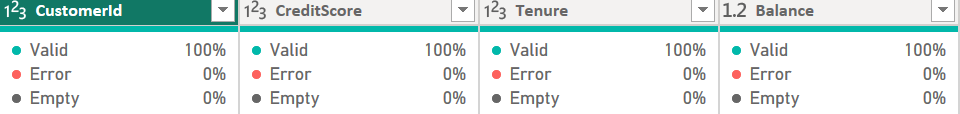 1²3 CustomerId 1²3 CreditScore 1²3 Tenure 1.2 Balance
Valid 100% Valid 100% Valid 100% Valid 100%
Error 0% Error 0% Error 0% Error 0%
Empty 0% Empty 0% Empty 0% Empty 0%